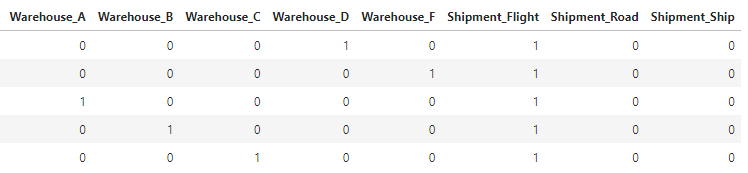 Warehouse_A Warehouse_B Warehouse_C Warehouse_D Warehouse_F Shipment_Flight Shipment_Road Shipment_Ship
0 0 0 1 0 1 0 0
0 0 0 0 1 1 0 0
1 0 0 0 0 1 0 0
0 1 0 0 0 1 0 0
0 0 1 0 0 1 0 0